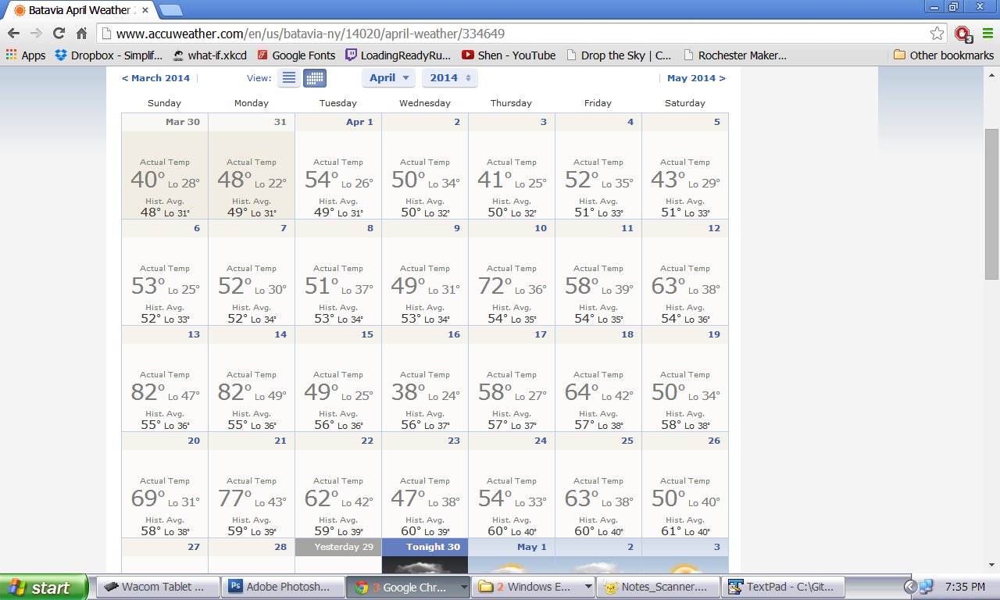 Batavia April Weather
www.accuweather.com/en/us/batavia-ny/14020/april-weather/334649
3
Apps Dropbox - Simplif... what-if.xkcd Google Fonts LoadingReadyRu... Shen - YouTube Drop the Sky | C... Rochester Maker... Other bookmarks
< March 2014 View: April 2014 May 2014 >
Sunday Monday Tuesday Wednesday Thursday Friday Saturday
Mar 30 31 Apr 1 2 3 4 5
Actual Temp Actual Temp Actual Temp Actual Temp Actual Temp Actual Temp Actual Temp
40° Lo 28° 48° Lo 22° 54° Lo 26° 50° Lo 34° 41° Lo 25° 52° Lo 35° 43° Lo 29°
Hist. Avg. Hist. Avg. Hist. Avg. Hist. Avg. Hist. Avg. Hist. Avg. Hist. Avg.
48° Lo 31° 49° Lo 31° 49° Lo 31° 50° Lo 32° 50° Lo 32° 51° Lo 33° 51° Lo 33°
6 7 8 9 10 11 12
Actual Temp Actual Temp Actual Temp Actual Temp Actual Temp Actual Temp Actual Temp
53° Lo 25° 52° Lo 30° 51° Lo 37° 49° Lo 31° 72° Lo 36° 58° Lo 39° 63° Lo 38°
Hist. Avg. Hist. Avg. Hist. Avg. Hist. Avg. Hist. Avg. Hist. Avg. Hist. Avg.
52° Lo 33° 52° Lo 34° 53° Lo 34° 53° Lo 34° 54° Lo 35° 54° Lo 35° 54° Lo 36°
13 14 15 16 17 18 19
Actual Temp Actual Temp Actual Temp Actual Temp Actual Temp Actual Temp Actual Temp
82° Lo 47° 82° Lo 49° 49° Lo 25° 38° Lo 24° 58° Lo 27° 64° Lo 42° 50° Lo 34°
Hist. Avg. Hist. Avg. Hist. Avg. Hist. Avg. Hist. Avg. Hist. Avg. Hist. Avg.
55° Lo 36° 55° Lo 36° 56° Lo 36° 56° Lo 37° 57° Lo 37° 57° Lo 38° 58° Lo 38°
20 21 22 23 24 25 26
Actual Temp Actual Temp Actual Temp Actual Temp Actual Temp Actual Temp Actual Temp
69° Lo 31° 77° Lo 43° 62° Lo 42° 47° Lo 38° 54° Lo 33° 63° Lo 38° 50° Lo 40°
Hist. Avg. Hist. Avg. Hist. Avg. Hist. Avg. Hist. Avg. Hist. Avg. Hist. Avg.
58° Lo 38° 59° Lo 39° 59° Lo 39° 60° Lo 39° 60° Lo 40° 60° Lo 40° 61° Lo 40°
27 28 Yesterday 29 Tonight 30 May 1 2 3
start Wacom Tablet ... Adobe Photosh... 3 Google Chr... 2 Windows E... Notes_Scanner.... TextPad - C:\Git... 7:35 PM